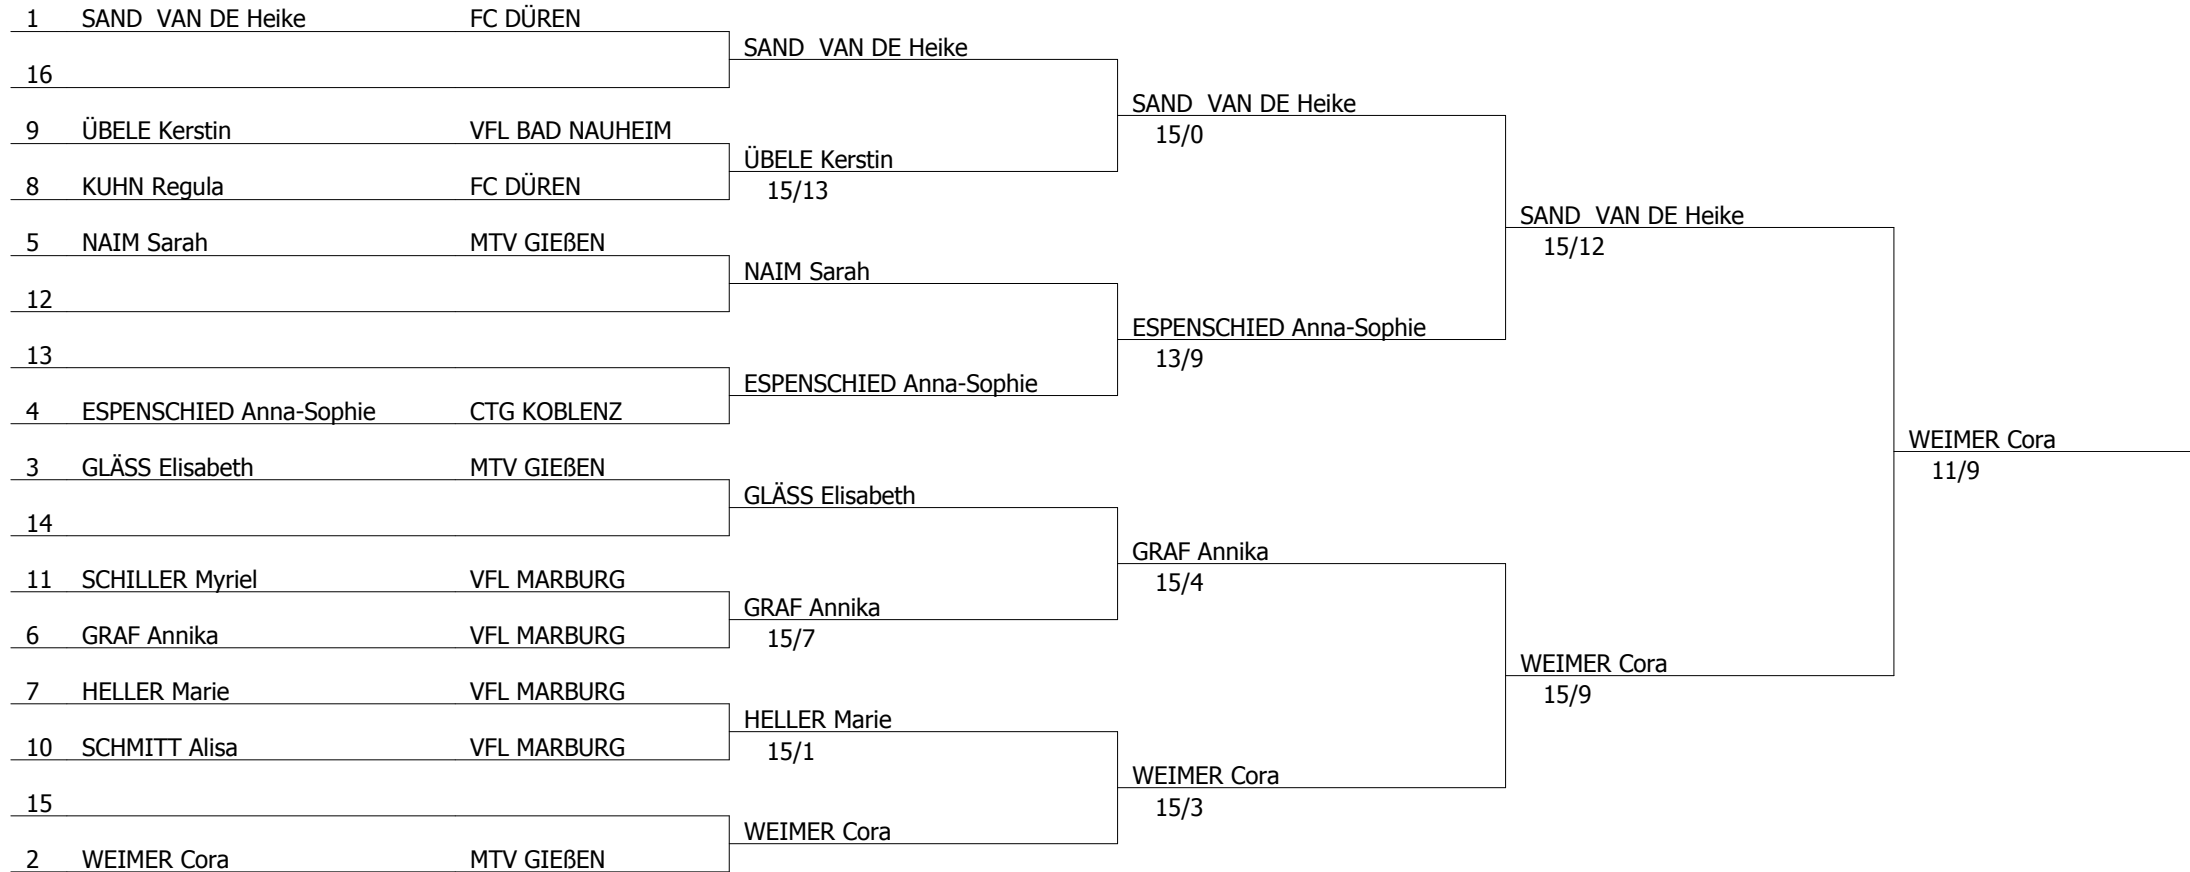 1 SAND  VAN DE Heike FC DÜREN
SAND  VAN DE Heike
16
SAND  VAN DE Heike
15/0
9 ÜBELE Kerstin VFL BAD NAUHEIM
ÜBELE Kerstin
15/13
8 KUHN Regula FC DÜREN
SAND  VAN DE Heike
15/12
5 NAIM Sarah MTV GIEßEN
NAIM Sarah
12
ESPENSCHIED Anna-Sophie
13/9
13
ESPENSCHIED Anna-Sophie
4 ESPENSCHIED Anna-Sophie CTG KOBLENZ
WEIMER Cora
11/9
3 GLÄSS Elisabeth MTV GIEßEN
GLÄSS Elisabeth
14
GRAF Annika
15/4
11 SCHILLER Myriel VFL MARBURG
GRAF Annika
15/7
6 GRAF Annika VFL MARBURG
WEIMER Cora
15/9
7 HELLER Marie VFL MARBURG
HELLER Marie
15/1
10 SCHMITT Alisa VFL MARBURG
WEIMER Cora
15/3
15
WEIMER Cora
2 WEIMER Cora MTV GIEßEN